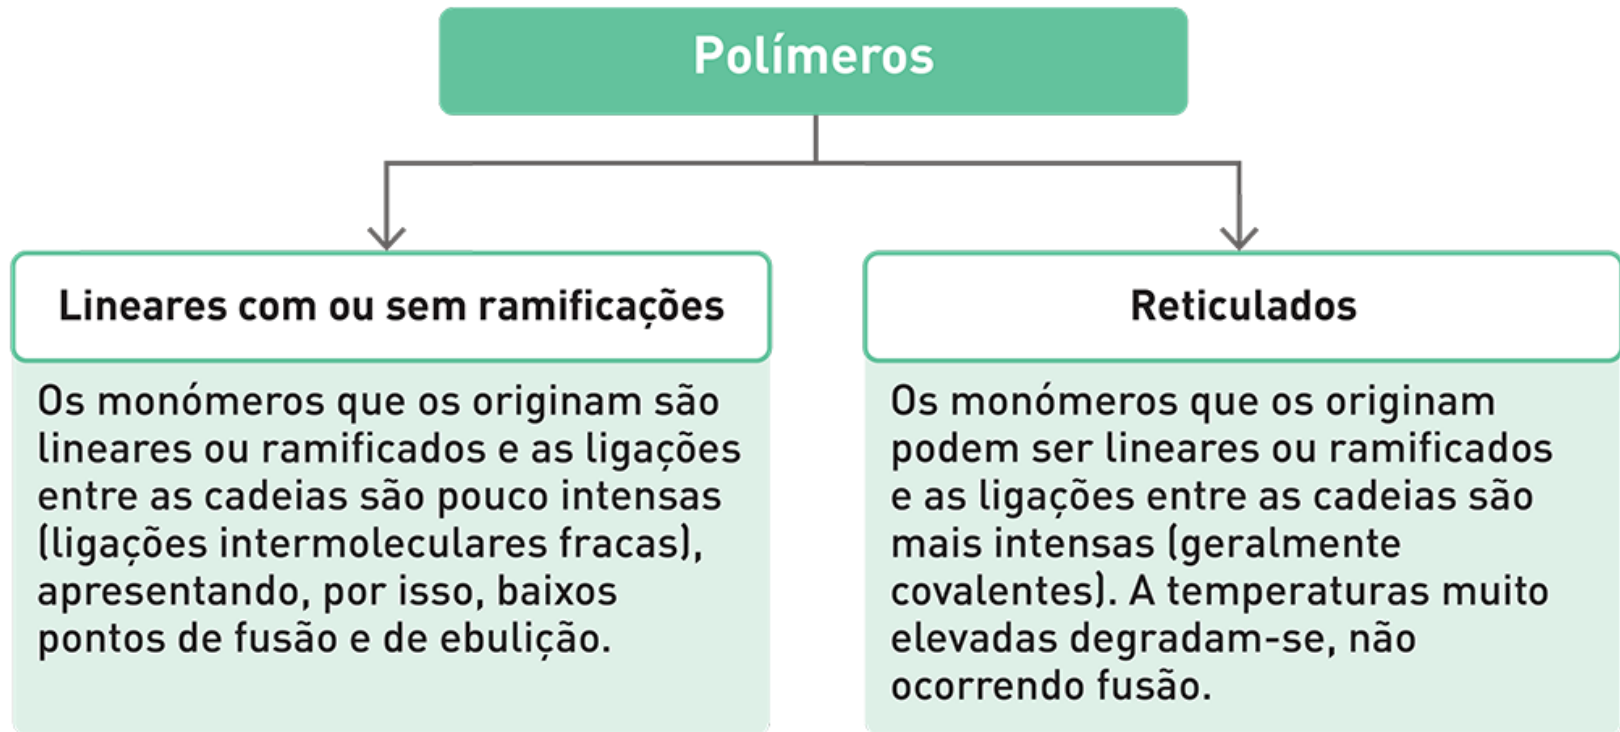 Polímeros
Lineares com ou sem ramificações
Os monómeros que os originam são
lineares ou ramificados e as ligações
entre as cadeias são pouco intensas
(ligações intermoleculares fracas),
apresentando, por isso, baixos
pontos de fusão e de ebulição.
Reticulados
Os monómeros que os originam
podem ser lineares ou ramificados
e as ligações entre as cadeias são
mais intensas (geralmente
covalentes). A temperaturas muito
elevadas degradam-se, não
ocorrendo fusão.